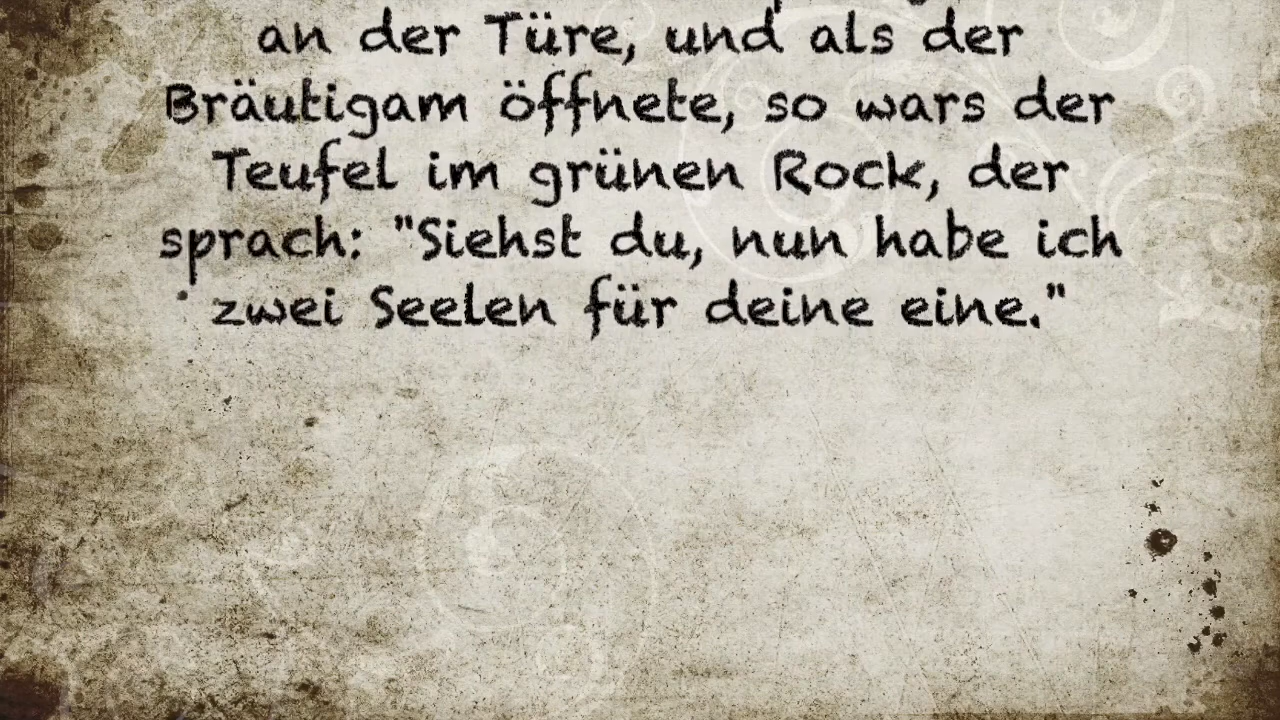 an der Türe, und als der
Bräutigam öffnete, so wars der
Teufel im grünen Rock, der
sprach: "Siehst du, nun habe ich
zwei Seelen für deine eine."